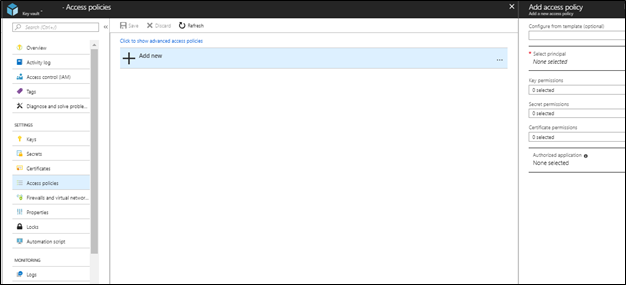 - Access policies
Key vault
Search (Ctrl+/)
Overview
Activity log
Access control (IAM)
Tags
Diagnose and solve proble...
SETTINGS
Keys
Secrets
Certificates
Access policies
Firewalls and virtual networ...
Properties
Locks
Automation script
MONITORING
Logs
Save
Discard
Refresh
Click to show advanced access policies
Add new
...
Add access policy
Add a new access policy
Configure from template (optional)
* Select principal
None selected
Key permissions
0 selected
Secret permissions
0 selected
Certificate permissions
0 selected
Authorized application
None selected